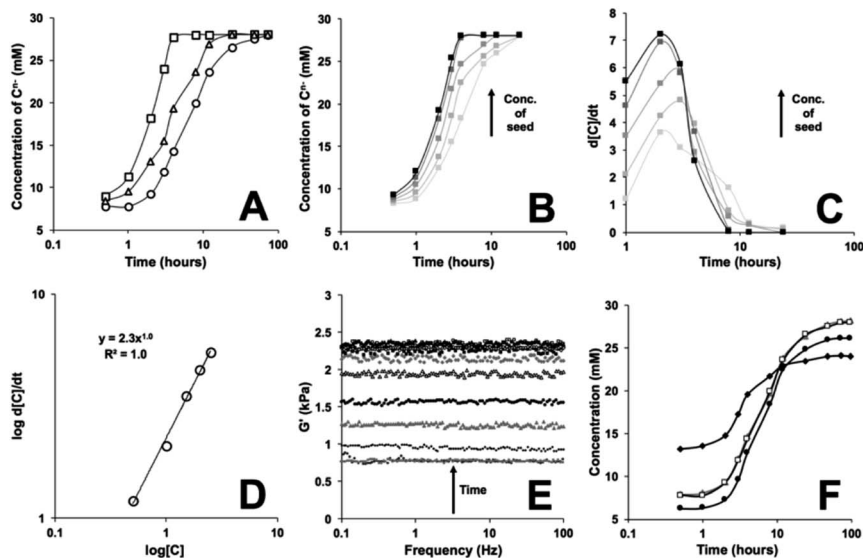 Concentration of Cⁿ⁻ (mM)
30
25
20
15
10
5
0.1
1
10
100
Time (hours)
A
Concentration of Cⁿ⁻ (mM)
30
25
20
15
10
5
0.1
1
10
100
Time (hours)
Conc.
of
seed
B
d[C]/dt
8
7
6
5
4
3
2
1
0
1
10
100
Time (hours)
Conc.
of
seed
C
log d[C]/dt
10
1
0.1
1
10
log[C]
y = 2.3x¹·⁰
R² = 1.0
D
G' (kPa)
3
2.5
2
1.5
1
0.5
0
0.1
1
10
100
Frequency (Hz)
Time
E
Concentration (mM)
30
25
20
15
10
5
0.1
1
10
100
Time (hours)
F